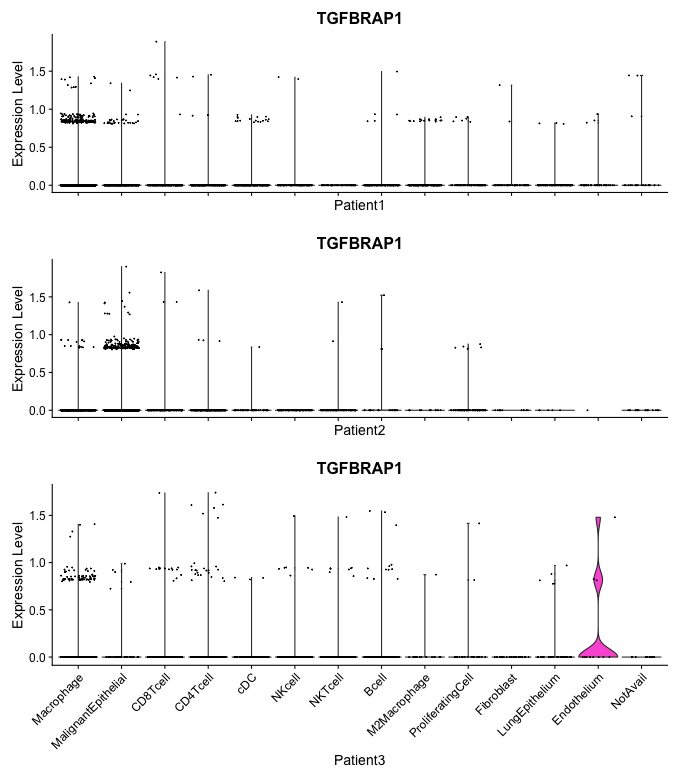 TGFBRAP1
Expression Level
1.5
1.0
0.5
0.0
Patient1
TGFBRAP1
Expression Level
1.5
1.0
0.5
0.0
Patient2
TGFBRAP1
Expression Level
1.5
1.0
0.5
0.0
Macrophage
MalignantEpithelial
CD8Tcell
CD4Tcell
cDC
NKcell
NKTcell
Bcell
M2Macrophage
ProliferatingCell
Fibroblast
LungEpithelium
Endothelium
NotAvail
Patient3